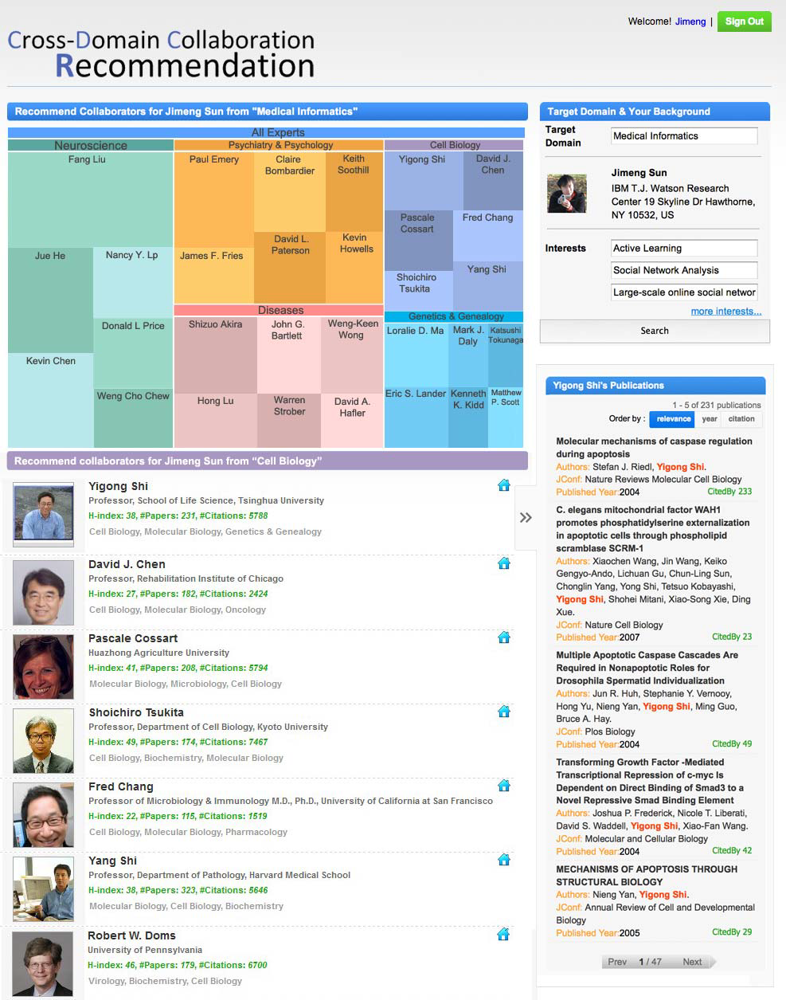 Welcome! Jimeng | Sign Out
Cross-Domain Collaboration
Recommendation
Recommend Collaborators for Jimeng Sun from "Medical Informatics"
All Experts
Neuroscience
Fang Liu
Jue He
Nancy Y. Lp
Donald L Price
Kevin Chen
Weng Cho Chew
Psychiatry & Psychology
Paul Emery
Claire
Bombardier
Keith
Soothill
James F. Fries
David L.
Paterson
Kevin
Howells
Diseases
Shizuo Akira
John G.
Bartlett
Weng-Keen
Wong
Hong Lu
Warren
Strober
David A.
Hafler
Cell Biology
Yigong Shi
David J.
Chen
Pascale
Cossart
Fred Chang
Shoichiro
Tsukita
Yang Shi
Genetics & Genealogy
Loralie D. Ma
Mark J.
Daly
Katsushi
Tokunaga
Eric S. Lander
Kenneth
K. Kidd
Matthew
P. Scott
Recommend collaborators for Jimeng Sun from “Cell Biology”
Yigong Shi
Professor, School of Life Science, Tsinghua University
H-index: 38, #Papers: 231, #Citations: 5788
Cell Biology, Molecular Biology, Genetics & Genealogy
David J. Chen
Professor, Rehabilitation Institute of Chicago
H-index: 27, #Papers: 182, #Citations: 2424
Cell Biology, Molecular Biology, Oncology
Pascale Cossart
Huazhong Agriculture University
H-index: 41, #Papers: 208, #Citations: 5794
Molecular Biology, Microbiology, Cell Biology
Shoichiro Tsukita
Professor, Department of Cell Biology, Kyoto University
H-index: 49, #Papers: 174, #Citations: 7467
Cell Biology, Biochemistry, Molecular Biology
Fred Chang
Professor of Microbiology & Immunology M.D., Ph.D., University of California at San Francisco
H-index: 22, #Papers: 115, #Citations: 1519
Cell Biology, Molecular Biology, Pharmacology
Yang Shi
Professor, Department of Pathology, Harvard Medical School
H-index: 38, #Papers: 323, #Citations: 5646
Molecular Biology, Cell Biology, Biochemistry
Robert W. Doms
University of Pennsylvania
H-index: 46, #Papers: 179, #Citations: 6700
Virology, Biochemistry, Cell Biology
»
Target Domain & Your Background
Target
Domain
Medical Informatics
Jimeng Sun
IBM T.J. Watson Research
Center 19 Skyline Dr Hawthorne,
NY 10532, US
Interests
Active Learning
Social Network Analysis
Large-scale online social networ
more interests...
Search
Yigong Shi's Publications
1 - 5 of 231 publications
Order by : relevance year citation
Molecular mechanisms of caspase regulation
during apoptosis
Authors: Stefan J. Riedl, Yigong Shi.
JConf: Nature Reviews Molecular Cell Biology
Published Year:2004 CitedBy 233
C. elegans mitochondrial factor WAH1
promotes phosphatidylserine externalization
in apoptotic cells through phospholipid
scramblase SCRM-1
Authors: Xiaochen Wang, Jin Wang, Keiko
Gengyo-Ando, Lichuan Gu, Chun-Ling Sun,
Chonglin Yang, Yong Shi, Tetsuo Kobayashi,
Yigong Shi, Shohei Mitani, Xiao-Song Xie, Ding
Xue.
JConf: Nature Cell Biology
Published Year:2007 CitedBy 23
Multiple Apoptotic Caspase Cascades Are
Required in Nonapoptotic Roles for
Drosophila Spermatid Individualization
Authors: Jun R. Huh, Stephanie Y. Vernooy,
Hong Yu, Nieng Yan, Yigong Shi, Ming Guo,
Bruce A. Hay.
JConf: Plos Biology
Published Year:2004 CitedBy 49
Transforming Growth Factor -Mediated
Transcriptional Repression of c-myc Is
Dependent on Direct Binding of Smad3 to a
Novel Repressive Smad Binding Element
Authors: Joshua P. Frederick, Nicole T. Liberati,
David S. Waddell, Yigong Shi, Xiao-Fan Wang.
JConf: Molecular and Cellular Biology
Published Year:2004 CitedBy 42
MECHANISMS OF APOPTOSIS THROUGH
STRUCTURAL BIOLOGY
Authors: Nieng Yan, Yigong Shi.
JConf: Annual Review of Cell and Developmental
Biology
Published Year:2005 CitedBy 29
Prev 1 / 47 Next